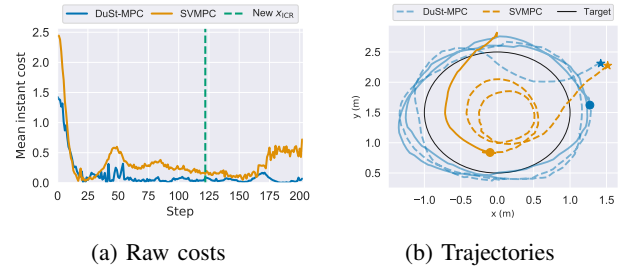 DuSt-MPC SVMPC New x_ICR
Mean instant cost
2.5
2.0
1.5
1.0
0.5
0.0
0 25 50 75 100 125 150 175 200
Step
(a) Raw costs
DuSt-MPC SVMPC Target
y (m)
2.5
2.0
1.5
1.0
0.5
−1.0 −0.5 0.0 0.5 1.0 1.5
x (m)
(b) Trajectories